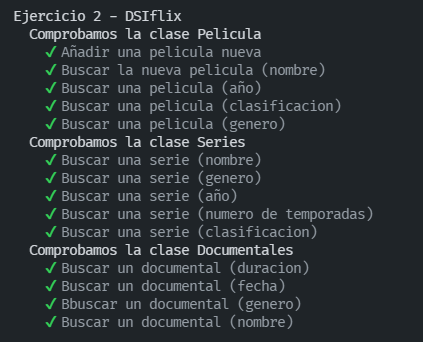 Ejercicio 2 - DSIflix
Comprobamos la clase Pelicula
✓ Añadir una pelicula nueva
✓ Buscar la nueva pelicula (nombre)
✓ Buscar una pelicula (año)
✓ Buscar una pelicula (clasificacion)
✓ Buscar una pelicula (genero)
Comprobamos la clase Series
✓ Buscar una serie (nombre)
✓ Buscar una serie (genero)
✓ Buscar una serie (año)
✓ Buscar una serie (numero de temporadas)
✓ Buscar una serie (clasificacion)
Comprobamos la clase Documentales
✓ Buscar un documental (duracion)
✓ Buscar un documental (fecha)
✓ Bbuscar un documental (genero)
✓ Buscar un documental (nombre)